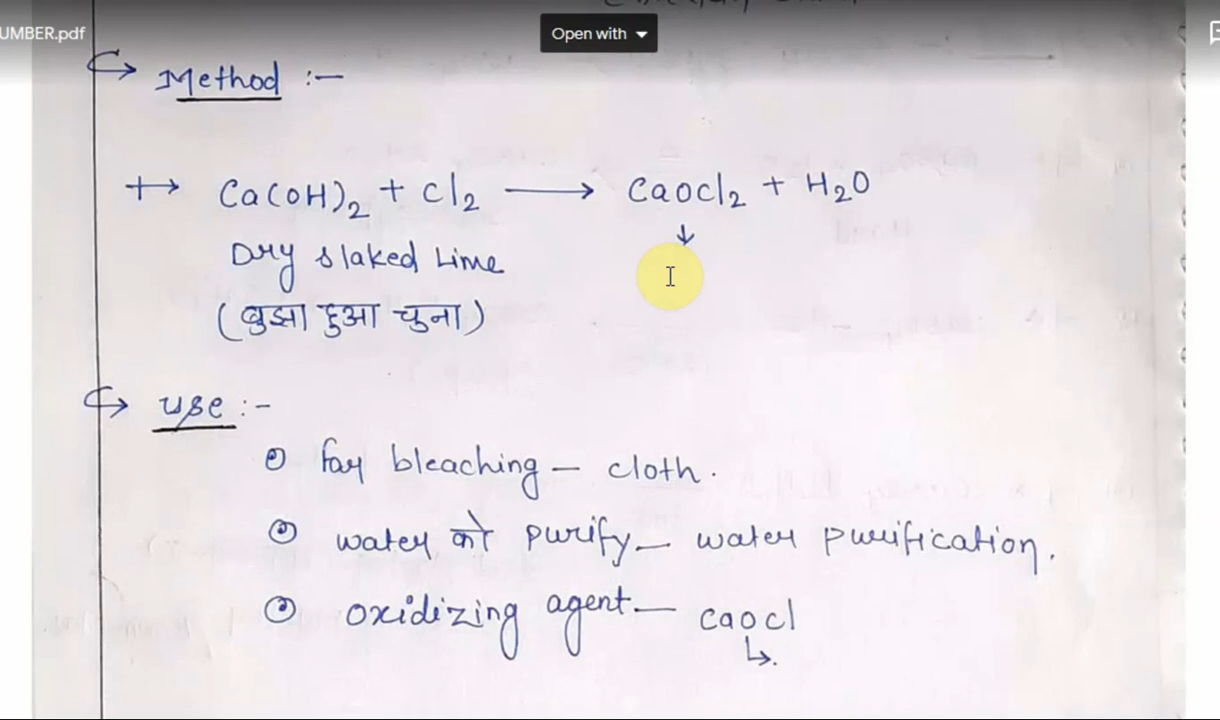 UMBER.pdf
Open with
Method :-
Ca(OH)₂ + Cl₂ ⟶ CaOCl₂ + H₂O
Dry slaked Lime
(बुझा हुआ चुना)
use :-
for bleaching – cloth.
water को purify – water purification.
oxidizing agent. – CaOCl